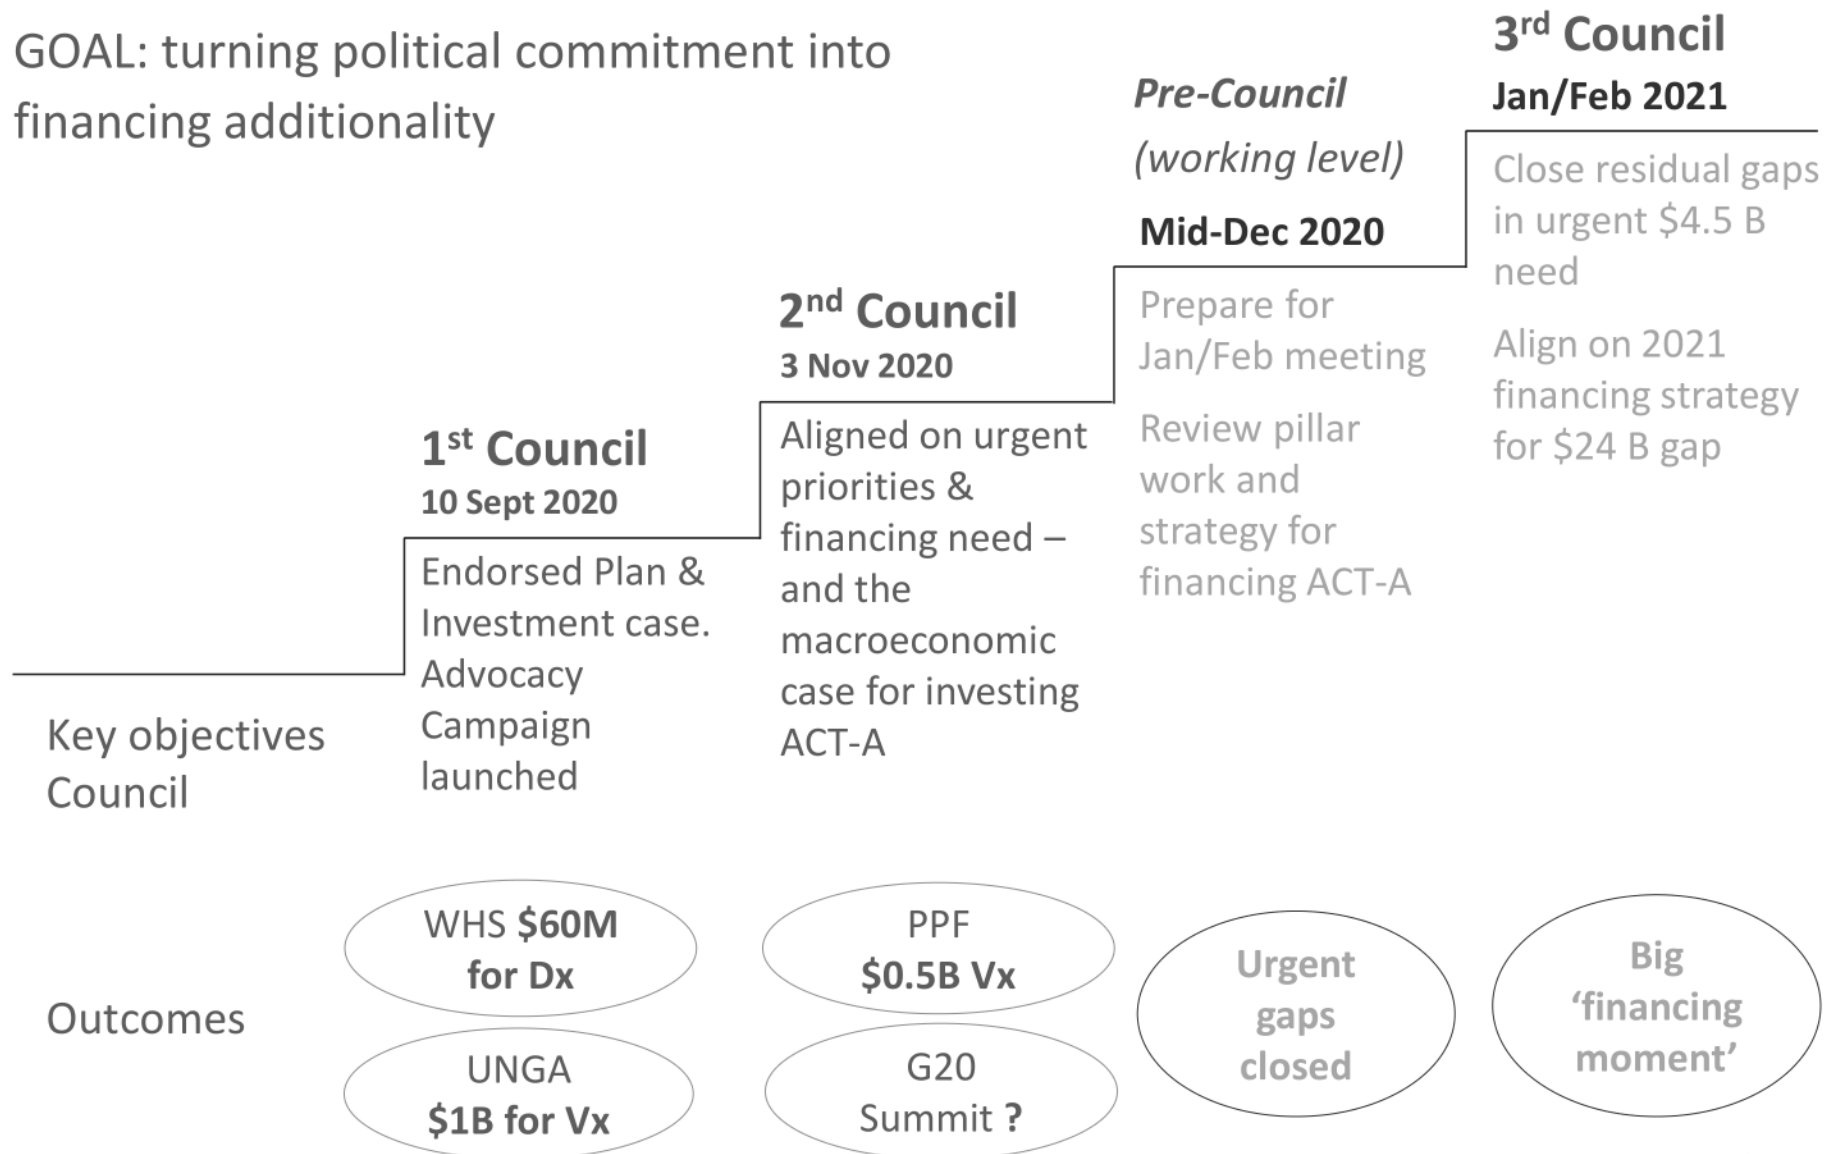 GOAL: turning political commitment into
financing additionality
Key objectives
Council
1st Council
10 Sept 2020
Endorsed Plan &
Investment case.
Advocacy
Campaign
launched
2nd Council
3 Nov 2020
Aligned on urgent
priorities &
financing need –
and the
macroeconomic
case for investing
ACT-A
Pre-Council
(working level)
Mid-Dec 2020
Prepare for
Jan/Feb meeting
Review pillar
work and
strategy for
financing ACT-A
3rd Council
Jan/Feb 2021
Close residual gaps
in urgent $4.5 B
need
Align on 2021
financing strategy
for $24 B gap
Outcomes
WHS $60M
for Dx
UNGA
$1B for Vx
PPF
$0.5B Vx
G20
Summit ?
Urgent
gaps
closed
Big
‘financing
moment’